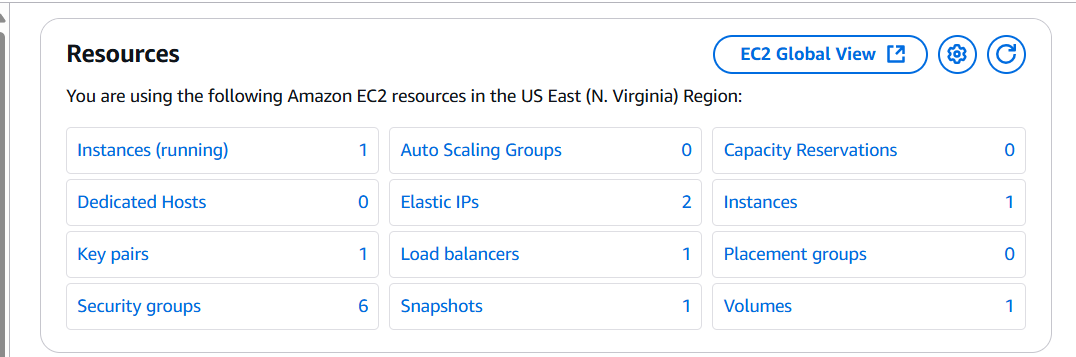 Resources
EC2 Global View
You are using the following Amazon EC2 resources in the US East (N. Virginia) Region:
Instances (running) 1
Auto Scaling Groups 0
Capacity Reservations 0
Dedicated Hosts 0
Elastic IPs 2
Instances 1
Key pairs 1
Load balancers 1
Placement groups 0
Security groups 6
Snapshots 1
Volumes 1